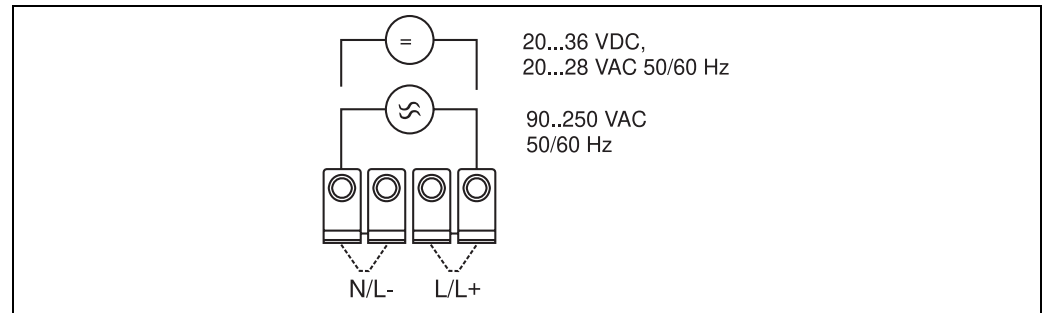 =
20...36 VDC,
20...28 VAC 50/60 Hz
90..250 VAC
50/60 Hz
N/L- L/L+